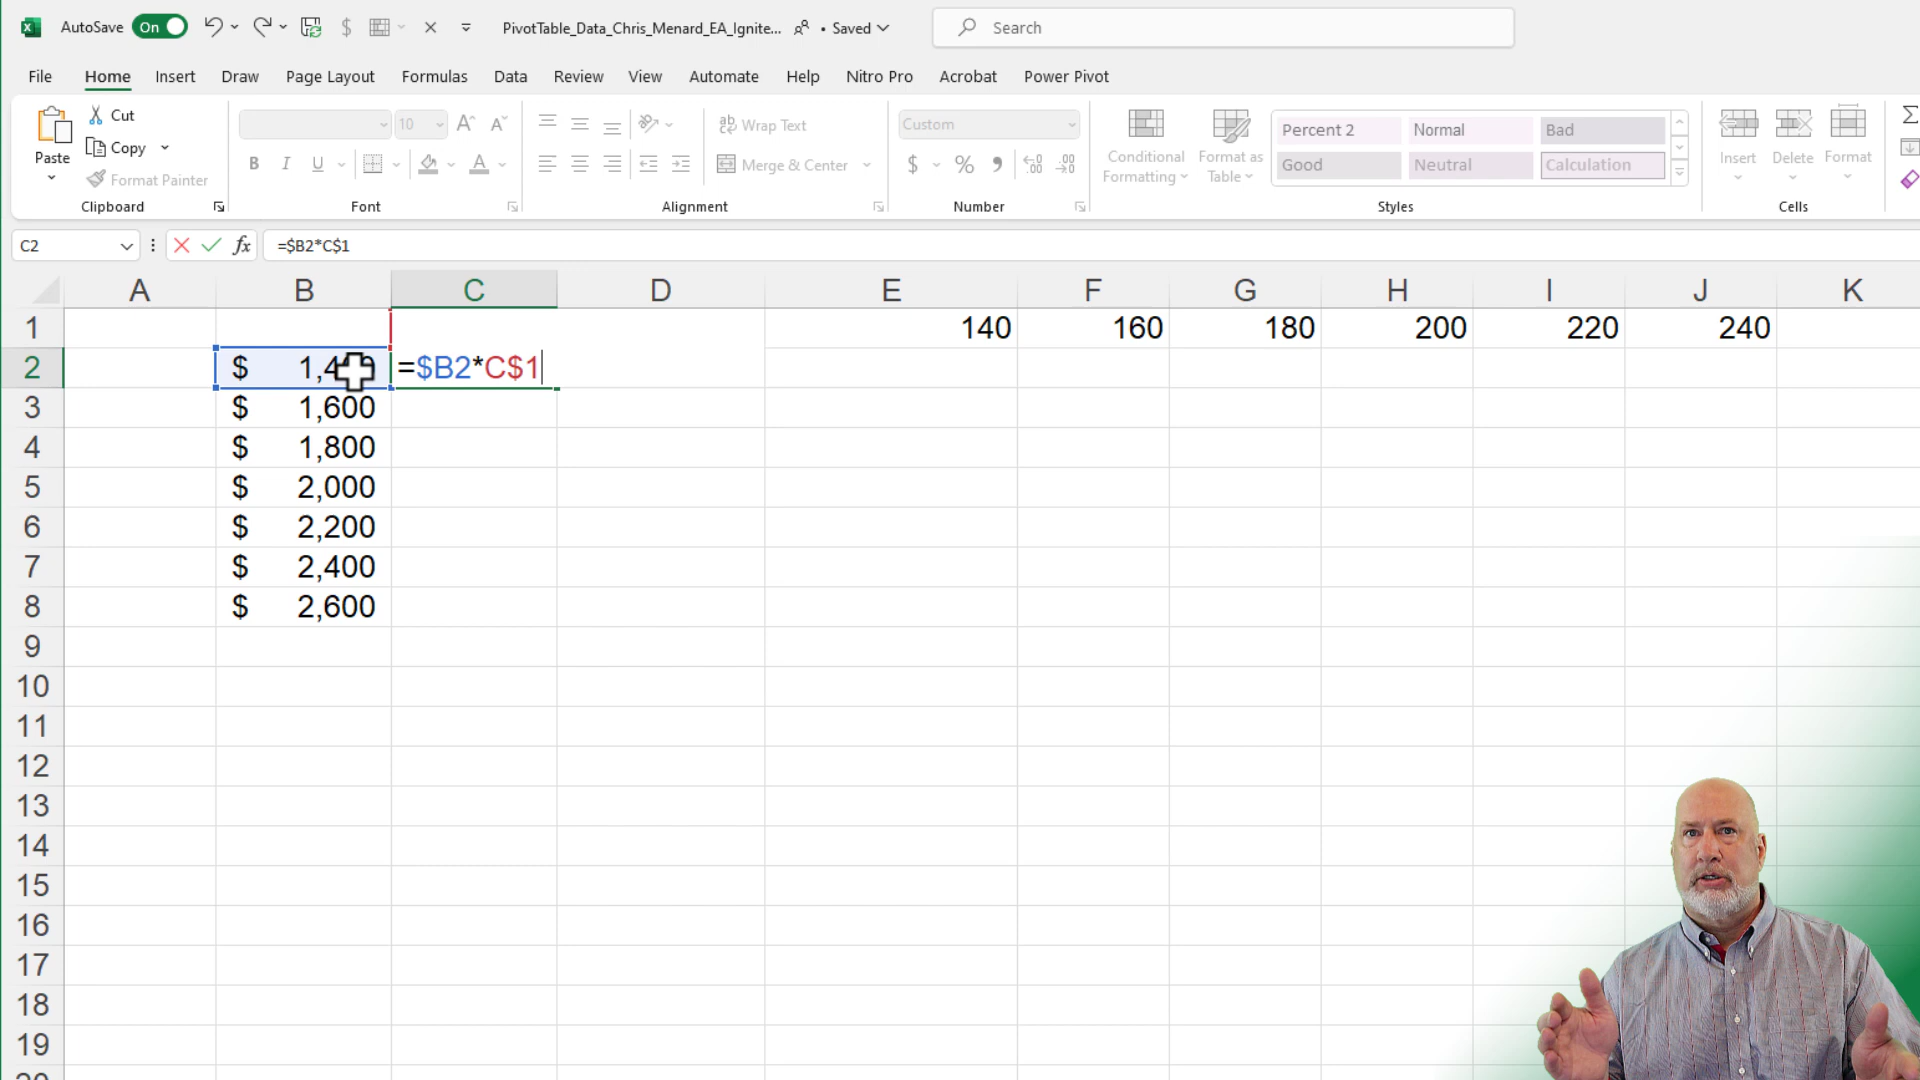 AutoSave On $ PivotTable_Data_Chris_Menard_EA_Ignite... • Saved Search
File Home Insert Draw Page Layout Formulas Data Review View Automate Help Nitro Pro Acrobat Power Pivot
Paste
Cut
Copy
Format Painter
Clipboard
10 A A
B I U A
Font
ab Wrap Text
Merge & Center
Alignment
Custom
$ %
Number
Conditional Formatting
Format as Table
Percent 2 Normal Bad
Good Neutral Calculation
Styles
Insert Delete Format
Cells
C2 fx =$B2*C$1
A B C D E F G H I J K
1 140 160 180 200 220 240
2 $ =$B2*C$1
3 $ 1,600
4 $ 1,800
5 $ 2,000
6 $ 2,200
7 $ 2,400
8 $ 2,600
9
10
11
12
13
14
15
16
17
18
19